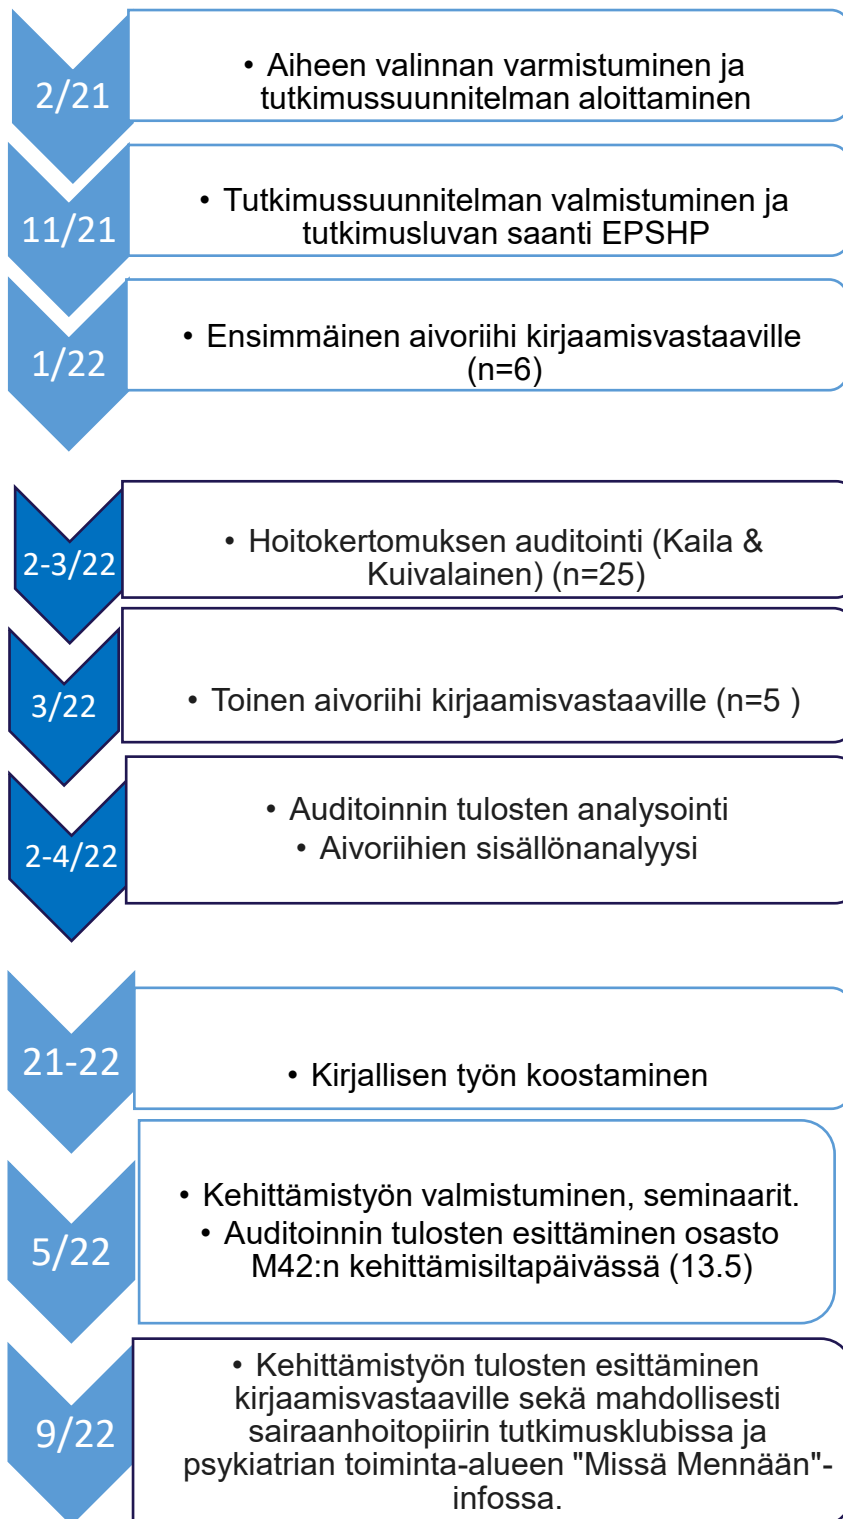 2/21
• Aiheen valinnan varmistuminen ja
tutkimussuunnitelman aloittaminen
11/21
• Tutkimussuunnitelman valmistuminen ja
tutkimusluvan saanti EPSHP
1/22
• Ensimmäinen aivoriihi kirjaamisvastaaville
(n=6)
2-3/22
• Hoitokertomuksen auditointi (Kaila &
Kuivalainen) (n=25)
3/22
• Toinen aivoriihi kirjaamisvastaaville (n=5 )
2-4/22
• Auditoinnin tulosten analysointi
• Aivoriihien sisällönanalyysi
21-22
• Kirjallisen työn koostaminen
5/22
• Kehittämistyön valmistuminen, seminaarit.
• Auditoinnin tulosten esittäminen osasto
M42:n kehittämisiltapäivässä (13.5)
9/22
• Kehittämistyön tulosten esittäminen
kirjaamisvastaaville sekä mahdollisesti
sairaanhoitopiirin tutkimusklubissa ja
psykiatrian toiminta-alueen "Missä Mennään"-
infossa.